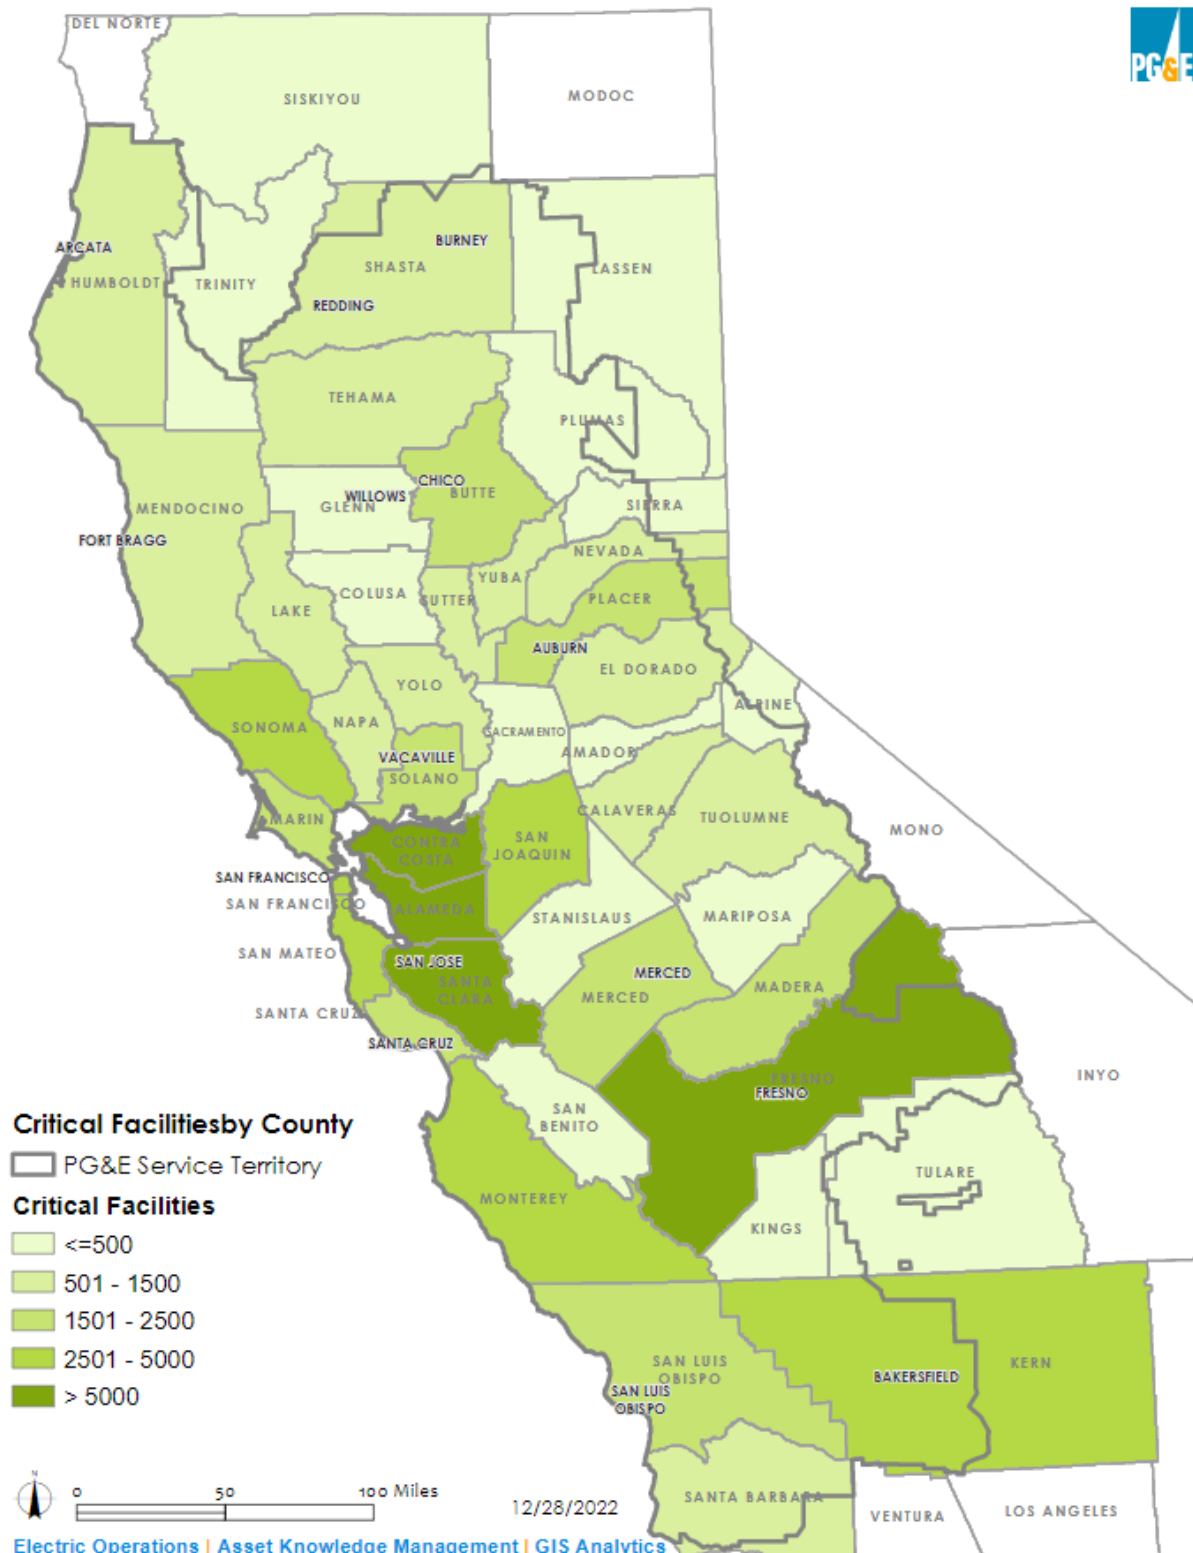 DEL NORTE
PG&E
SISKIYOU
MODOC
ARCATA
BURNEY
HUMBOLDT
TRINITY
SHASTA
LASSEN
REDDING
TEHAMA
PLUMAS
CHICO
WILLOWS
BUTTE
GLENN
SIERRA
MENDOCINO
FORT BRAGG
NEVADA
YUBA
COLUSA
SUTTER
PLACER
LAKE
AUBURN
EL DORADO
YOLO
ALPINE
NAPA
SONOMA
SACRAMENTO
AMADOR
VACAVILLE
SOLANO
CALAVERAS
TUOLUMNE
MARIN
MONO
CONTRA
COSTA
SAN
JOAQUIN
SAN FRANCISCO
SAN FRANCISCO
ALAMEDA
STANISLAUS
MARIPOSA
SAN MATEO
SAN JOSE
SANTA
CLARA
MERCED
MERCED
MADERA
SANTA CRUZ
SANTA CRUZ
INYO
FRESNO
FRESNO
SAN
BENITO
Critical Facilitiesby County
PG&E Service Territory
TULARE
MONTEREY
Critical Facilities
KINGS
<=500
501 - 1500
1501 - 2500
2501 - 5000
> 5000
SAN LUIS
OBISPO
KERN
BAKERSFIELD
SAN LUIS
OBISPO
N
0 50 100 Miles
12/28/2022
SANTA BARBARA
VENTURA
LOS ANGELES
Electric Operations | Asset Knowledge Management | GIS Analytics